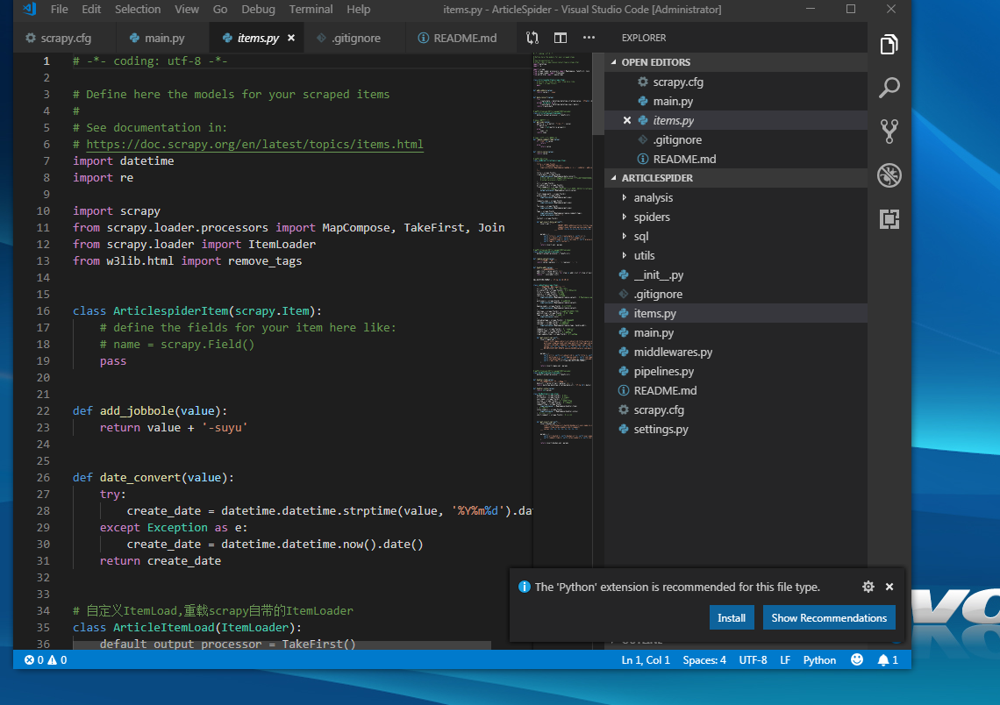 File Edit Selection View Go Debug Terminal Help items.py - ArticleSpider - Visual Studio Code [Administrator]
scrapy.cfg main.py items.py .gitignore README.md EXPLORER
1 # -*- coding: utf-8 -*-
2
3 # Define here the models for your scraped items
4 #
5 # See documentation in:
6 # https://doc.scrapy.org/en/latest/topics/items.html
7 import datetime
8 import re
9
10 import scrapy
11 from scrapy.loader.processors import MapCompose, TakeFirst, Join
12 from scrapy.loader import ItemLoader
13 from w3lib.html import remove_tags
14
15
16 class ArticlespiderItem(scrapy.Item):
17 # define the fields for your item here like:
18 # name = scrapy.Field()
19 pass
20
21
22 def add_jobbole(value):
23 return value + '-suyu'
24
25
26 def date_convert(value):
27 try:
28 create_date = datetime.datetime.strptime(value, '%Y%m%d').da
29 except Exception as e:
30 create_date = datetime.datetime.now().date()
31 return create_date
32
33
34 # 自定义ItemLoad,重载scrapy自带的ItemLoader
35 class ArticleItemLoad(ItemLoader):
36 default_output_processor = TakeFirst()
OPEN EDITORS
scrapy.cfg
main.py
items.py
.gitignore
README.md
ARTICLESPIDER
analysis
spiders
sql
utils
__init__.py
.gitignore
items.py
main.py
middlewares.py
pipelines.py
README.md
scrapy.cfg
settings.py
The 'Python' extension is recommended for this file type.
Install Show Recommendations
OUTLINE
0 0 Ln 1, Col 1 Spaces: 4 UTF-8 LF Python 1
vo